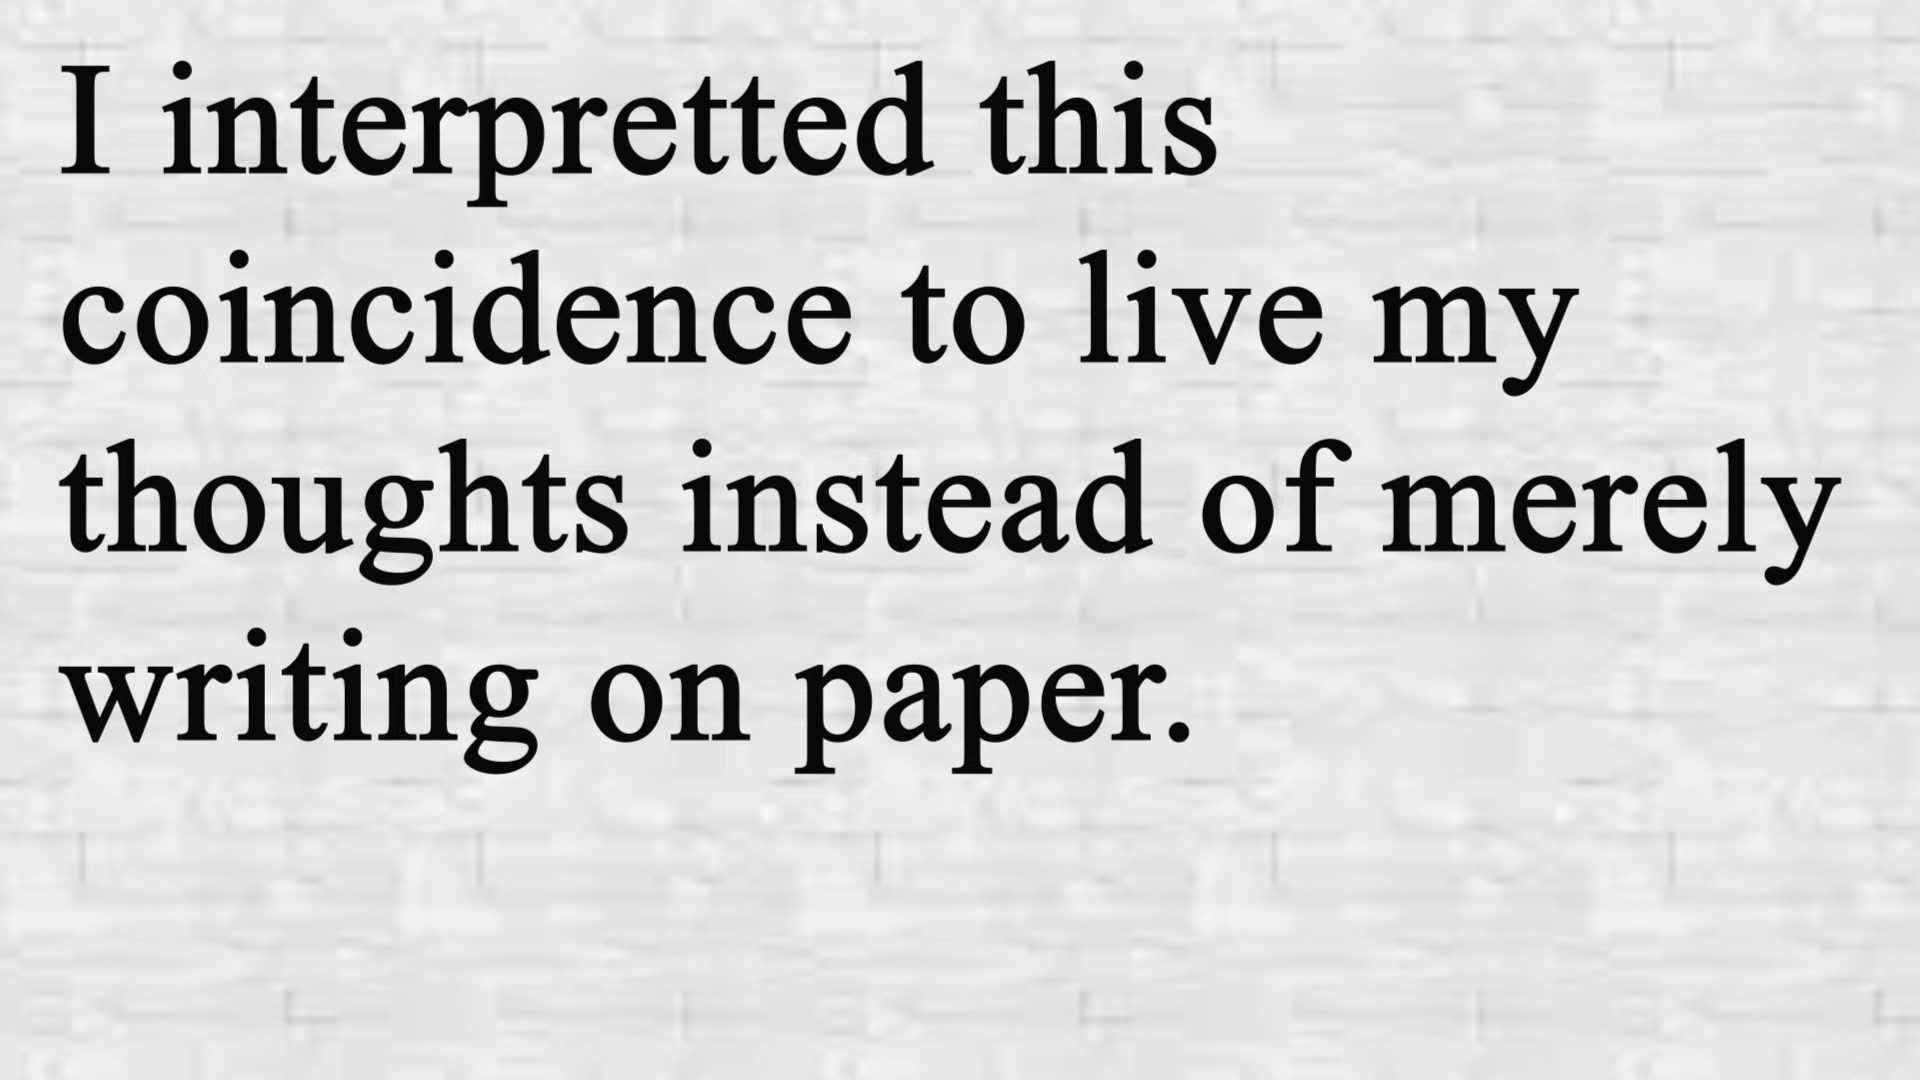 I interpretted this
coincidence to live my
thoughts instead of merely
writing on paper.